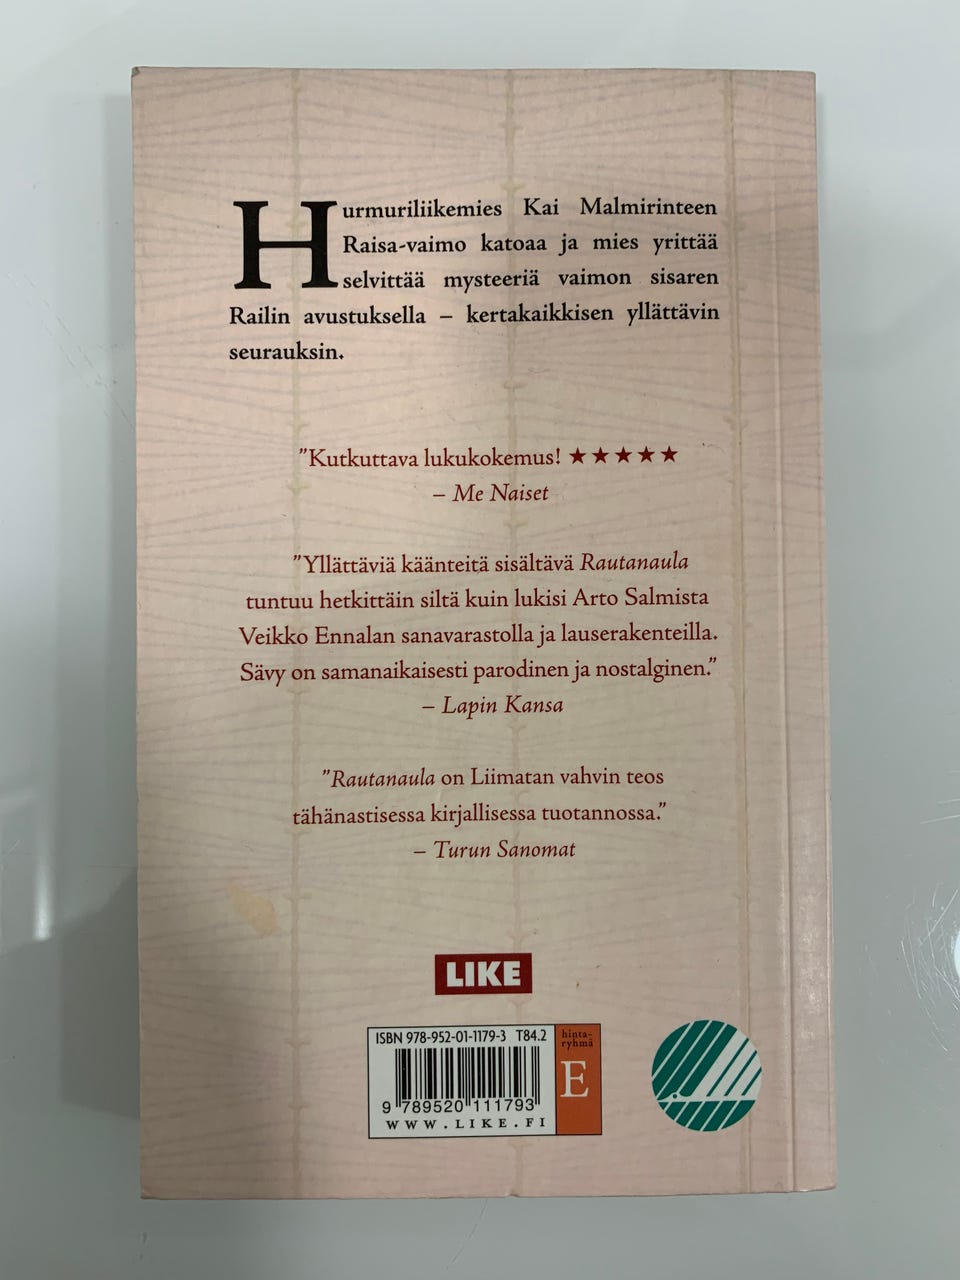 Hurmuriliikemies Kai Malmirinteen
Raisa-vaimo katoaa ja mies yrittää
selvittää mysteeriä vaimon sisaren
Railin avustuksella – kertakaikkisen yllättävin
seurauksin.
"Kutkuttava lukukokemus! ★★★★★
– Me Naiset
"Yllättäviä käänteitä sisältävä Rautanaula
tuntuu hetkittäin siltä kuin lukisi Arto Salmista
Veikko Ennalan sanavarastolla ja lauserakenteilla.
Sävy on samanaikaisesti parodinen ja nostalginen."
– Lapin Kansa
"Rautanaula on Liimatan vahvin teos
tähänastisessa kirjallisessa tuotannossa."
– Turun Sanomat
LIKE
ISBN 978-952-01-1179-3 T84.2
9 789520 111793
WWW.LIKE.FI
hinta-
ryhmä
E